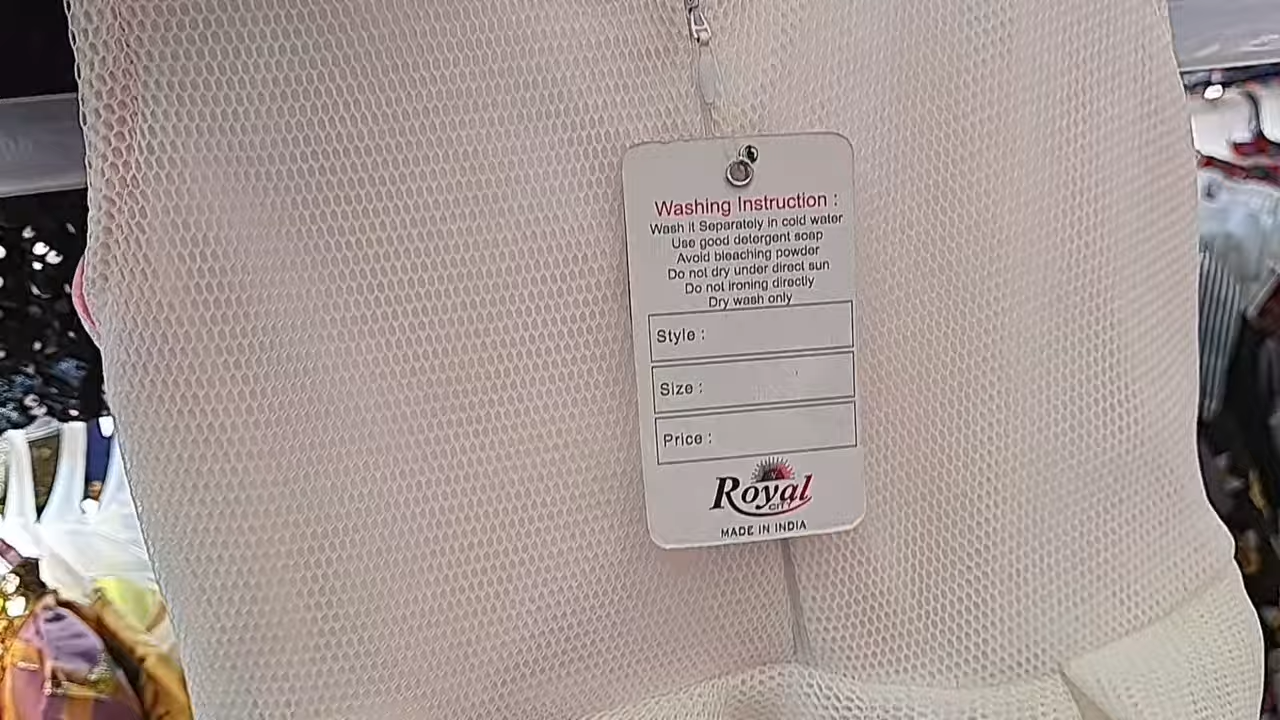 Washing Instruction :
Wash it Separately in cold water
Use good detergent soap
Avoid bleaching powder
Do not dry under direct sun
Do not ironing directly
Dry wash only
Style :
Size :
Price :
Royal
CITY
MADE IN INDIA